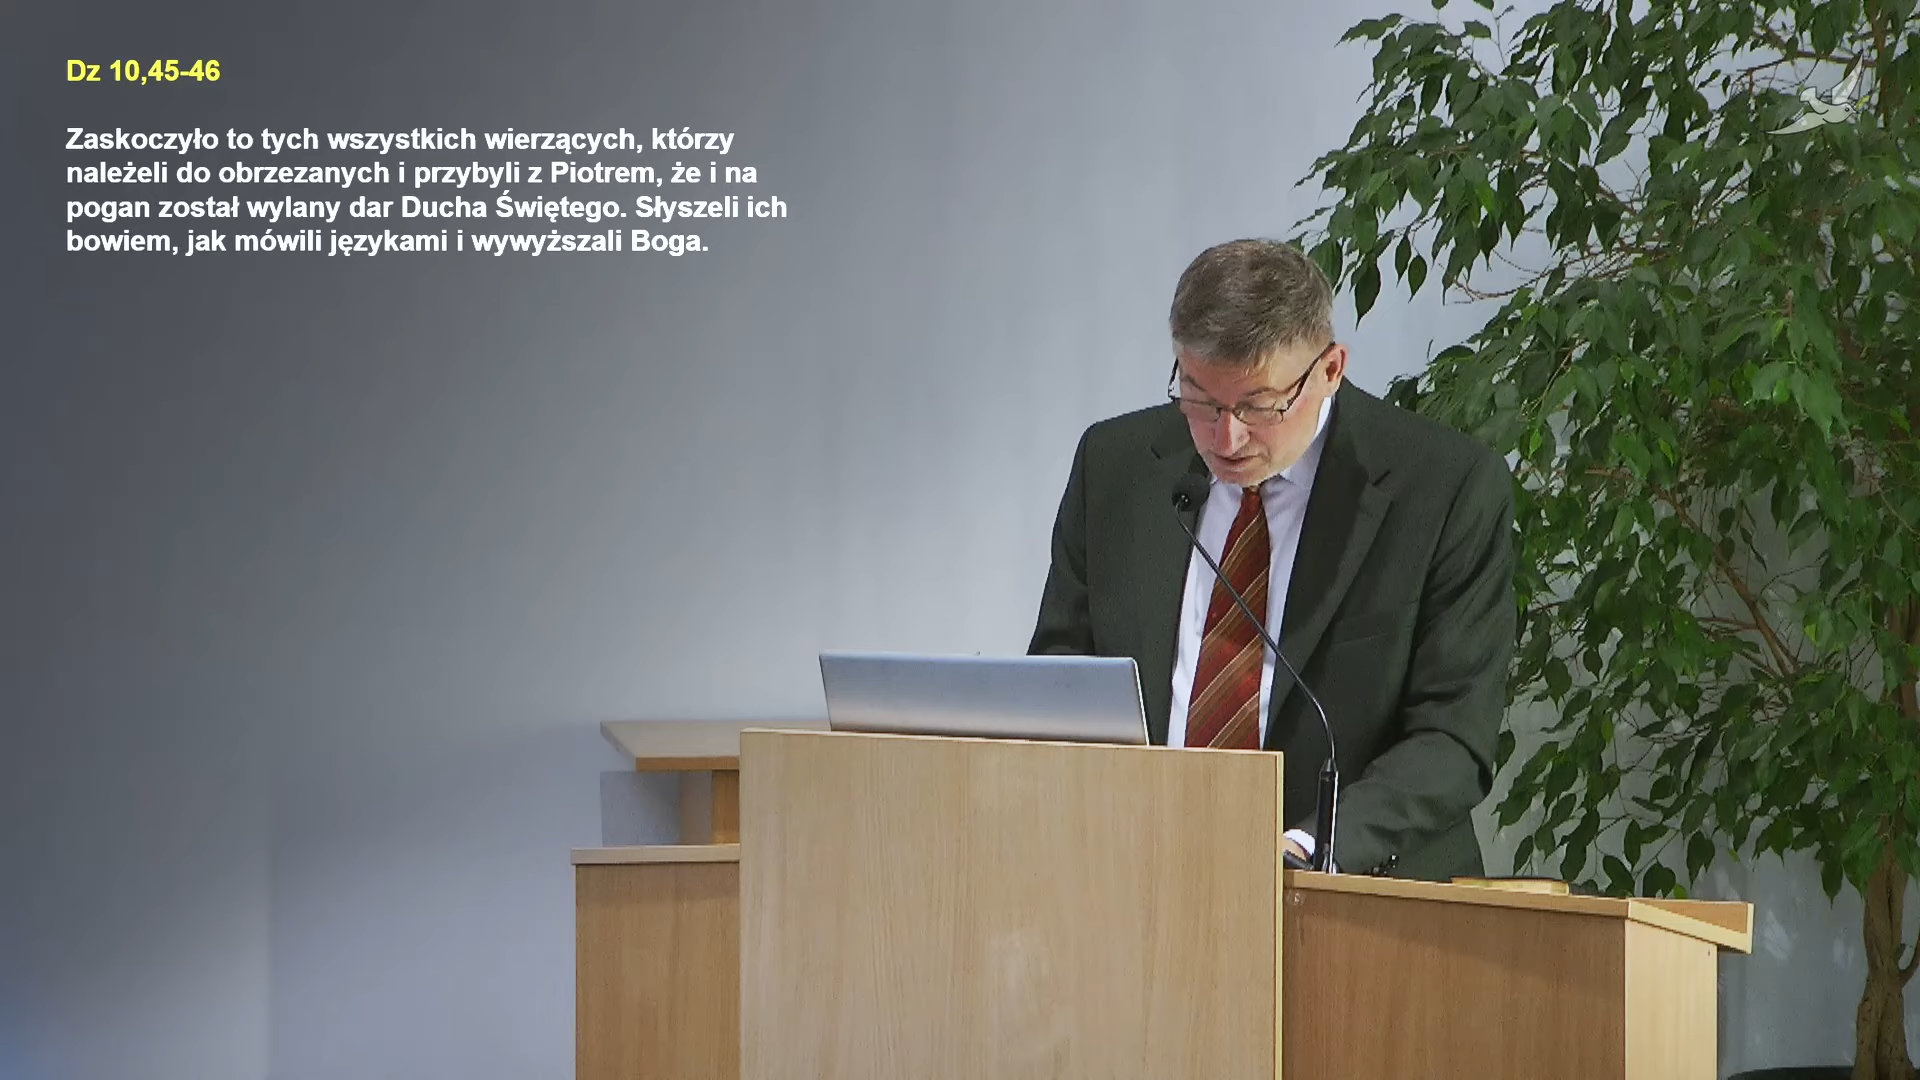 Dz 10,45-46
Zaskoczyło to tych wszystkich wierzących, którzy
należeli do obrzezanych i przybyli z Piotrem, że i na
pogan został wylany dar Ducha Świętego. Słyszeli ich
bowiem, jak mówili językami i wywyższali Boga.